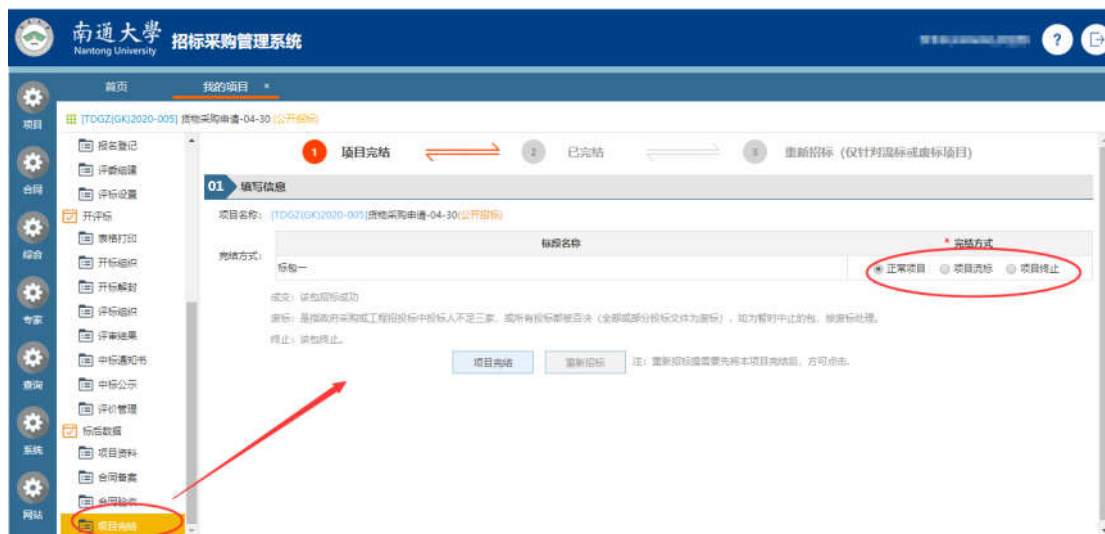 南通大學
Nantong University
招标采购管理系统
?
首页
我的项目 ×
[TDGZ(GK)2020-005] 货物采购申请-04-30 (公开招标)
项目
合同
综合
专家
查询
系统
网站
报名登记
评委组建
评标设置
开评标
表格打印
开标组织
开标解封
评标组织
评审结果
中标通知书
中标公示
评价管理
标后数据
项目资料
合同备案
合同验收
项目完结
1 项目完结
2 已完结
3 重新招标（仅针对流标或废标项目）
01 填写信息
项目名称： [TDGZ(GK)2020-005]货物采购申请-04-30(公开招标)
完结方式：
标段名称
* 完结方式
标包一
正常项目 项目流标 项目终止
成交：该包招标成功
废标：是指政府采购或工程招投标中投标人不足三家，或所有投标都被否决（全部或部分投标文件为废标），如为暂时中止的包，按废标处理。
终止：该包终止。
项目完结 重新招标 注：重新招标需要先将本项目完结后，方可点击。